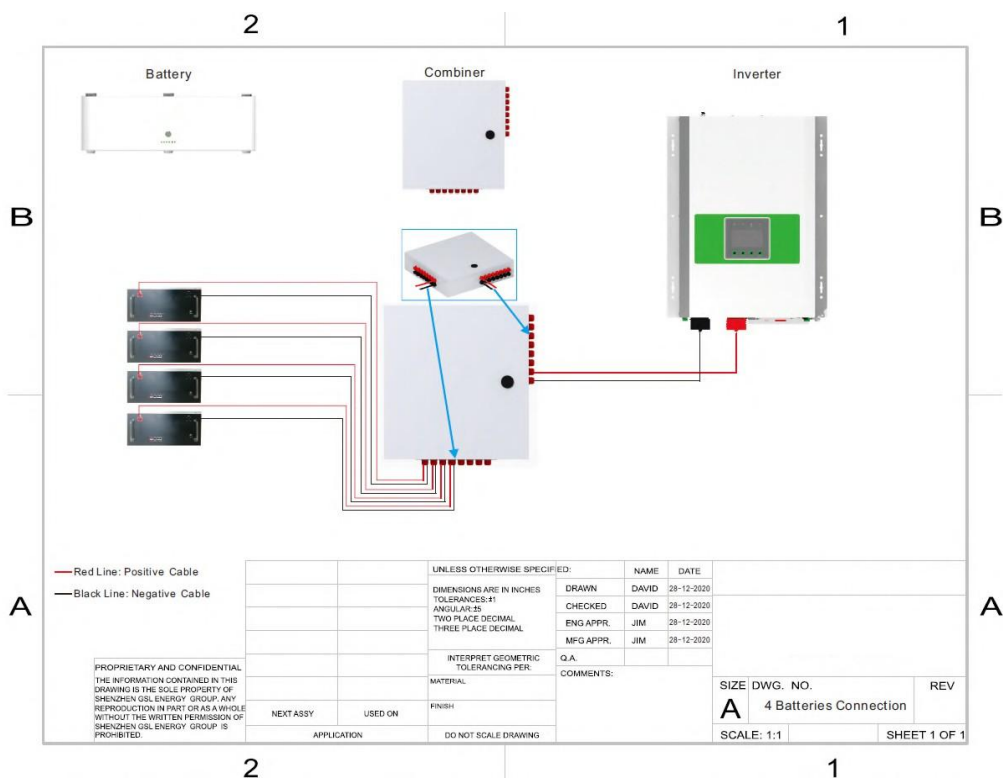 2
1
Battery
Combiner
Inverter
B
B
Red Line: Positive Cable
Black Line: Negative Cable
A
A
PROPRIETARY AND CONFIDENTIAL
THE INFORMATION CONTAINED IN THIS
DRAWING IS THE SOLE PROPERTY OF
SHENZHEN GSL ENERGY GROUP. ANY
REPRODUCTION IN PART OR AS A WHOLE
WITHOUT THE WRITTEN PERMISSION OF
SHENZHEN GSL ENERGY GROUP IS
PROHIBITED.
NEXT ASSY
USED ON
APPLICATION
UNLESS OTHERWISE SPECIFIED:
DIMENSIONS ARE IN INCHES
TOLERANCES:±1
ANGULAR:±5
TWO PLACE DECIMAL
THREE PLACE DECIMAL
INTERPRET GEOMETRIC
TOLERANCING PER:
MATERIAL
FINISH
DO NOT SCALE DRAWING
NAME DATE
DRAWN DAVID 28-12-2020
CHECKED DAVID 28-12-2020
ENG APPR. JIM 28-12-2020
MFG APPR. JIM 28-12-2020
Q.A.
COMMENTS:
SIZE DWG. NO. REV
A 4 Batteries Connection
SCALE: 1:1 SHEET 1 OF 1
2
1